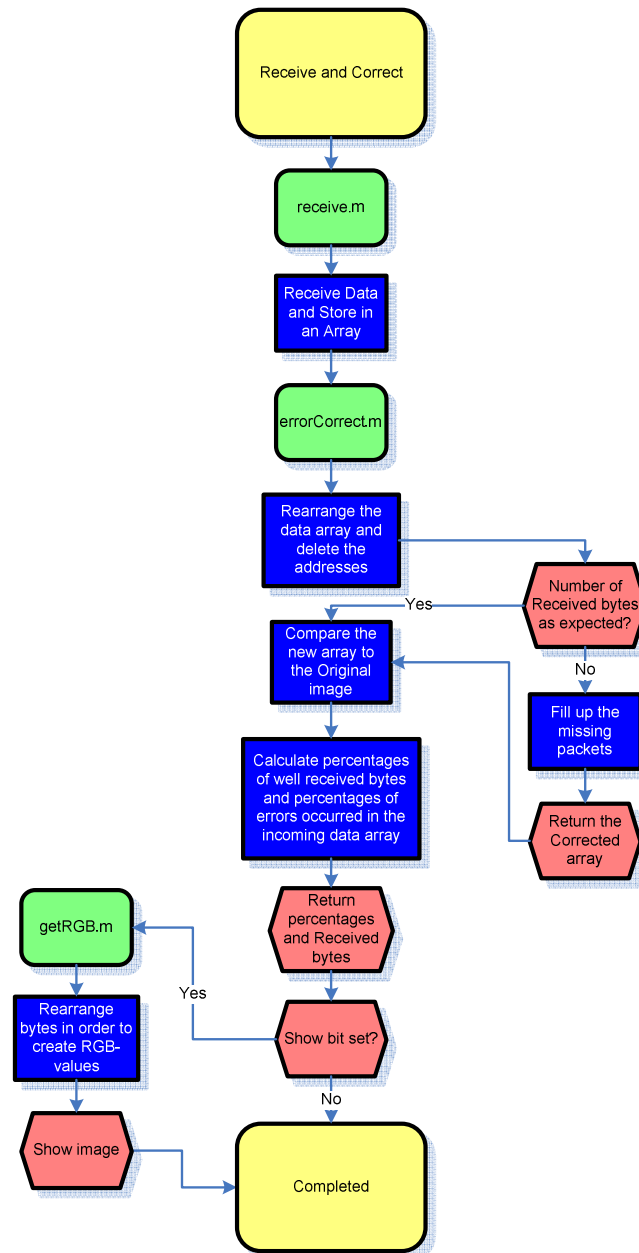 Receive and Correct
receive.m
Receive Data
and Store in
an Array
errorCorrect.m
Rearrange the
data array and
delete the
addresses
Number of
Received bytes
as expected?
Yes
No
Compare the
new array to
the Original
image
Fill up the
missing
packets
Calculate percentages
of well received bytes
and percentages of
errors occurred in the
incoming data array
Return the
Corrected
array
Return
percentages
and Received
bytes
getRGB.m
Yes
Show bit set?
Rearrange
bytes in order to
create RGB-
values
No
Show image
Completed